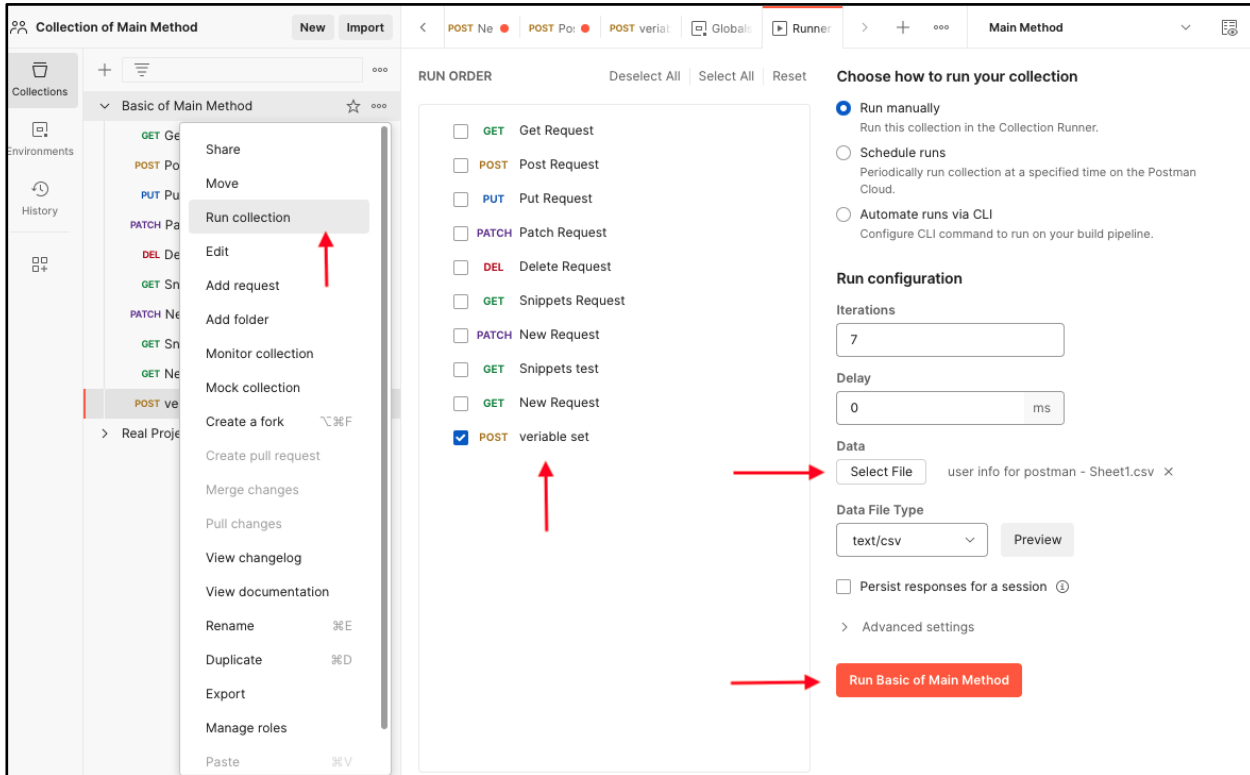 Collection of Main Method
New
Import
POST Ne
POST Po
POST veriab
Globals
Runner
Main Method
Collections
Environments
History
Basic of Main Method
GET Ge
POST Po
PUT Pu
PATCH Pa
DEL De
GET Sn
PATCH Ne
GET Sn
GET Ne
POST ve
Real Proje
Share
Move
Run collection
Edit
Add request
Add folder
Monitor collection
Mock collection
Create a fork ⌥⌘F
Create pull request
Merge changes
Pull changes
View changelog
View documentation
Rename ⌘E
Duplicate ⌘D
Export
Manage roles
Paste ⌘V
RUN ORDER
Deselect All
Select All
Reset
GET Get Request
POST Post Request
PUT Put Request
PATCH Patch Request
DEL Delete Request
GET Snippets Request
PATCH New Request
GET Snippets test
GET New Request
POST veriable set
Choose how to run your collection
Run manually
Run this collection in the Collection Runner.
Schedule runs
Periodically run collection at a specified time on the Postman
Cloud.
Automate runs via CLI
Configure CLI command to run on your build pipeline.
Run configuration
Iterations
7
Delay
0 ms
Data
Select File user info for postman - Sheet1.csv
Data File Type
text/csv
Preview
Persist responses for a session
Advanced settings
Run Basic of Main Method